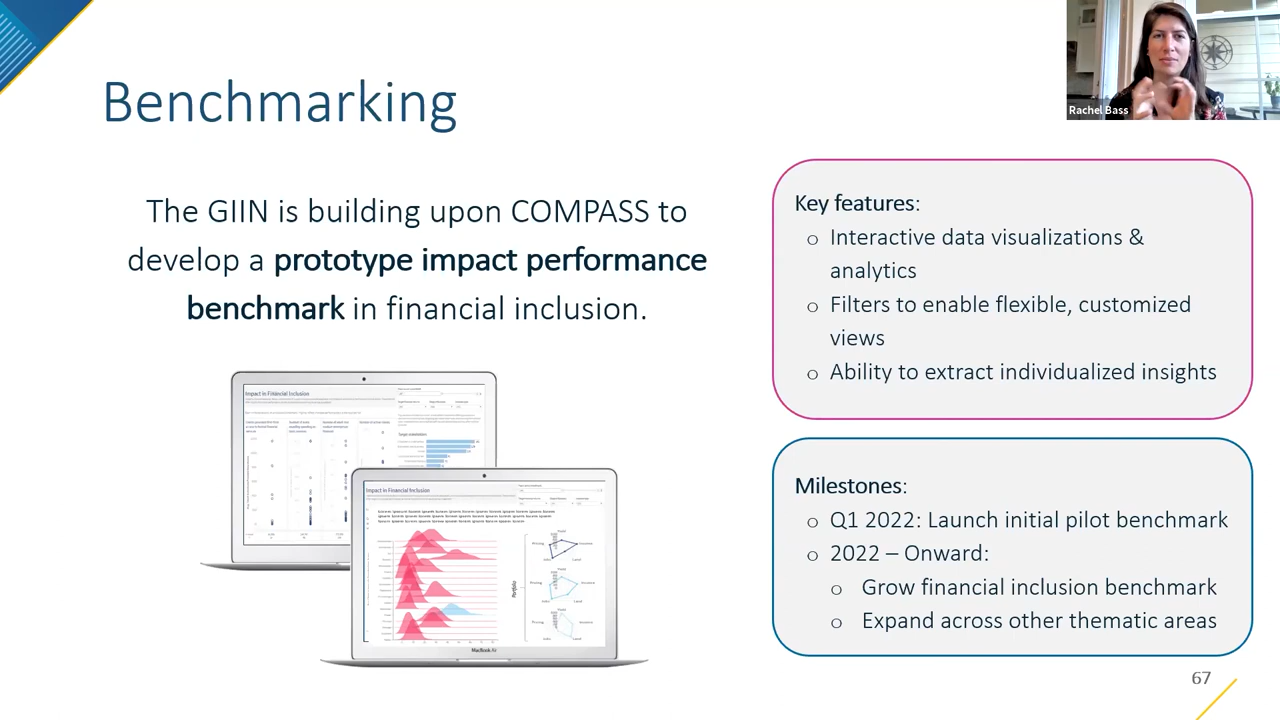 Rachel Bass
Benchmarking
The GIIN is building upon COMPASS to
develop a prototype impact performance
benchmark in financial inclusion.
Key features:
o Interactive data visualizations &
analytics
o Filters to enable flexible, customized
views
o Ability to extract individualized insights
Milestones:
o Q1 2022: Launch initial pilot benchmark
o 2022 – Onward:
o Grow financial inclusion benchmark
o Expand across other thematic areas
Impact in Financial Inclusion
Target stakeholders
Impact in Financial Inclusion
Portfolio
MacBook Air
67